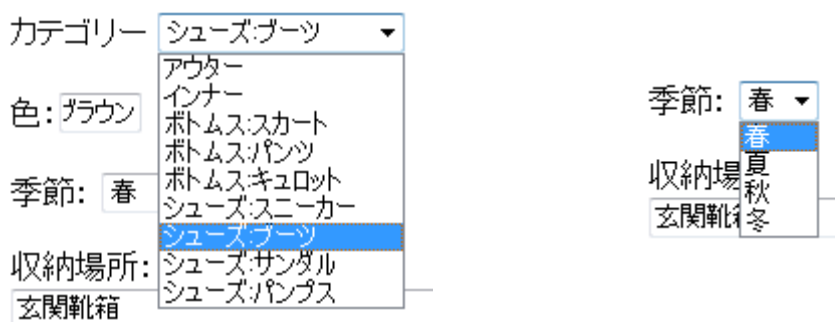 カテゴリー シューズ:ブーツ
アウター
インナー
ボトムス:スカート
ボトムス:パンツ
ボトムス:キュロット
シューズ:スニーカー
シューズ:ブーツ
シューズ:サンダル
シューズ:パンプス
色: ブラウン
季節: 春
収納場所:
玄関靴箱
季節: 春
春
夏
秋
冬
収納場
玄関靴